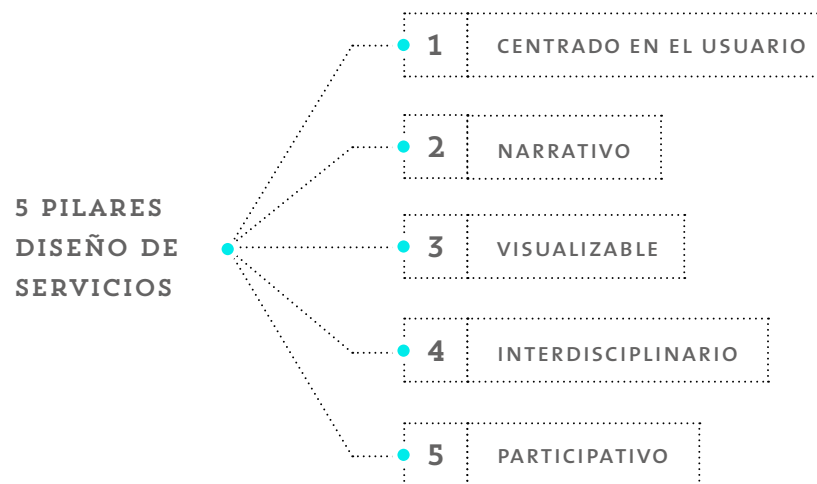 5 PILARES
DISEÑO DE
SERVICIOS
1 CENTRADO EN EL USUARIO
2 NARRATIVO
3 VISUALIZABLE
4 INTERDISCIPLINARIO
5 PARTICIPATIVO